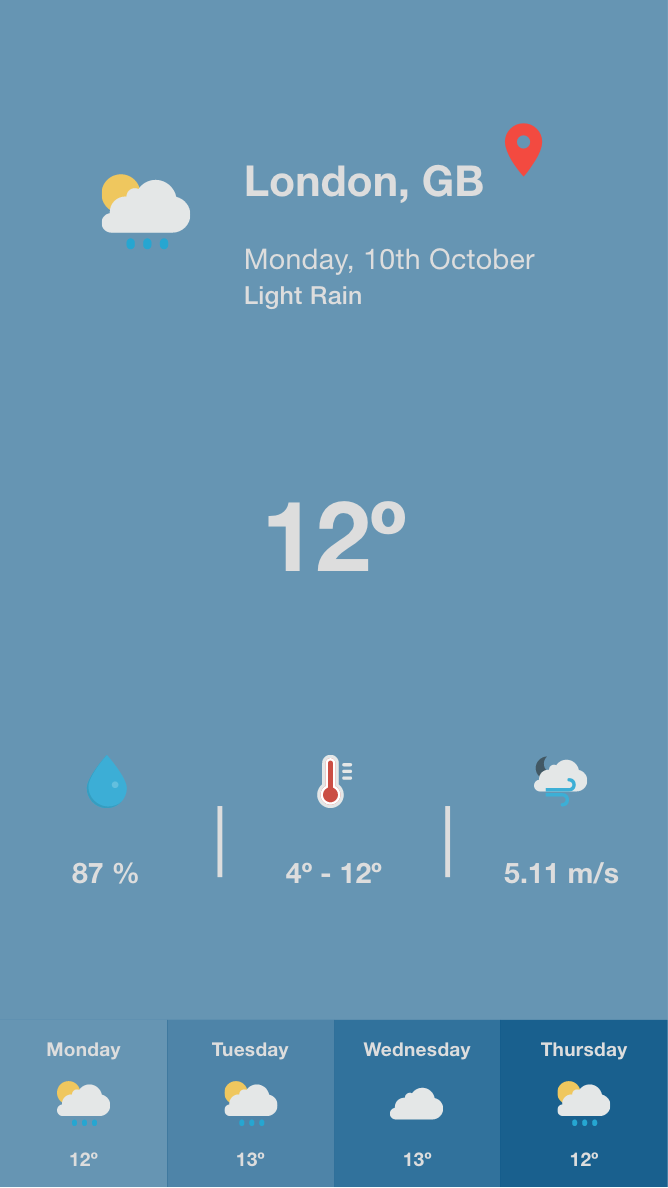 London, GB
Monday, 10th October
Light Rain
12º
87 %
4º - 12º
5.11 m/s
Monday
Tuesday
Wednesday
Thursday
12º
13º
13º
12º